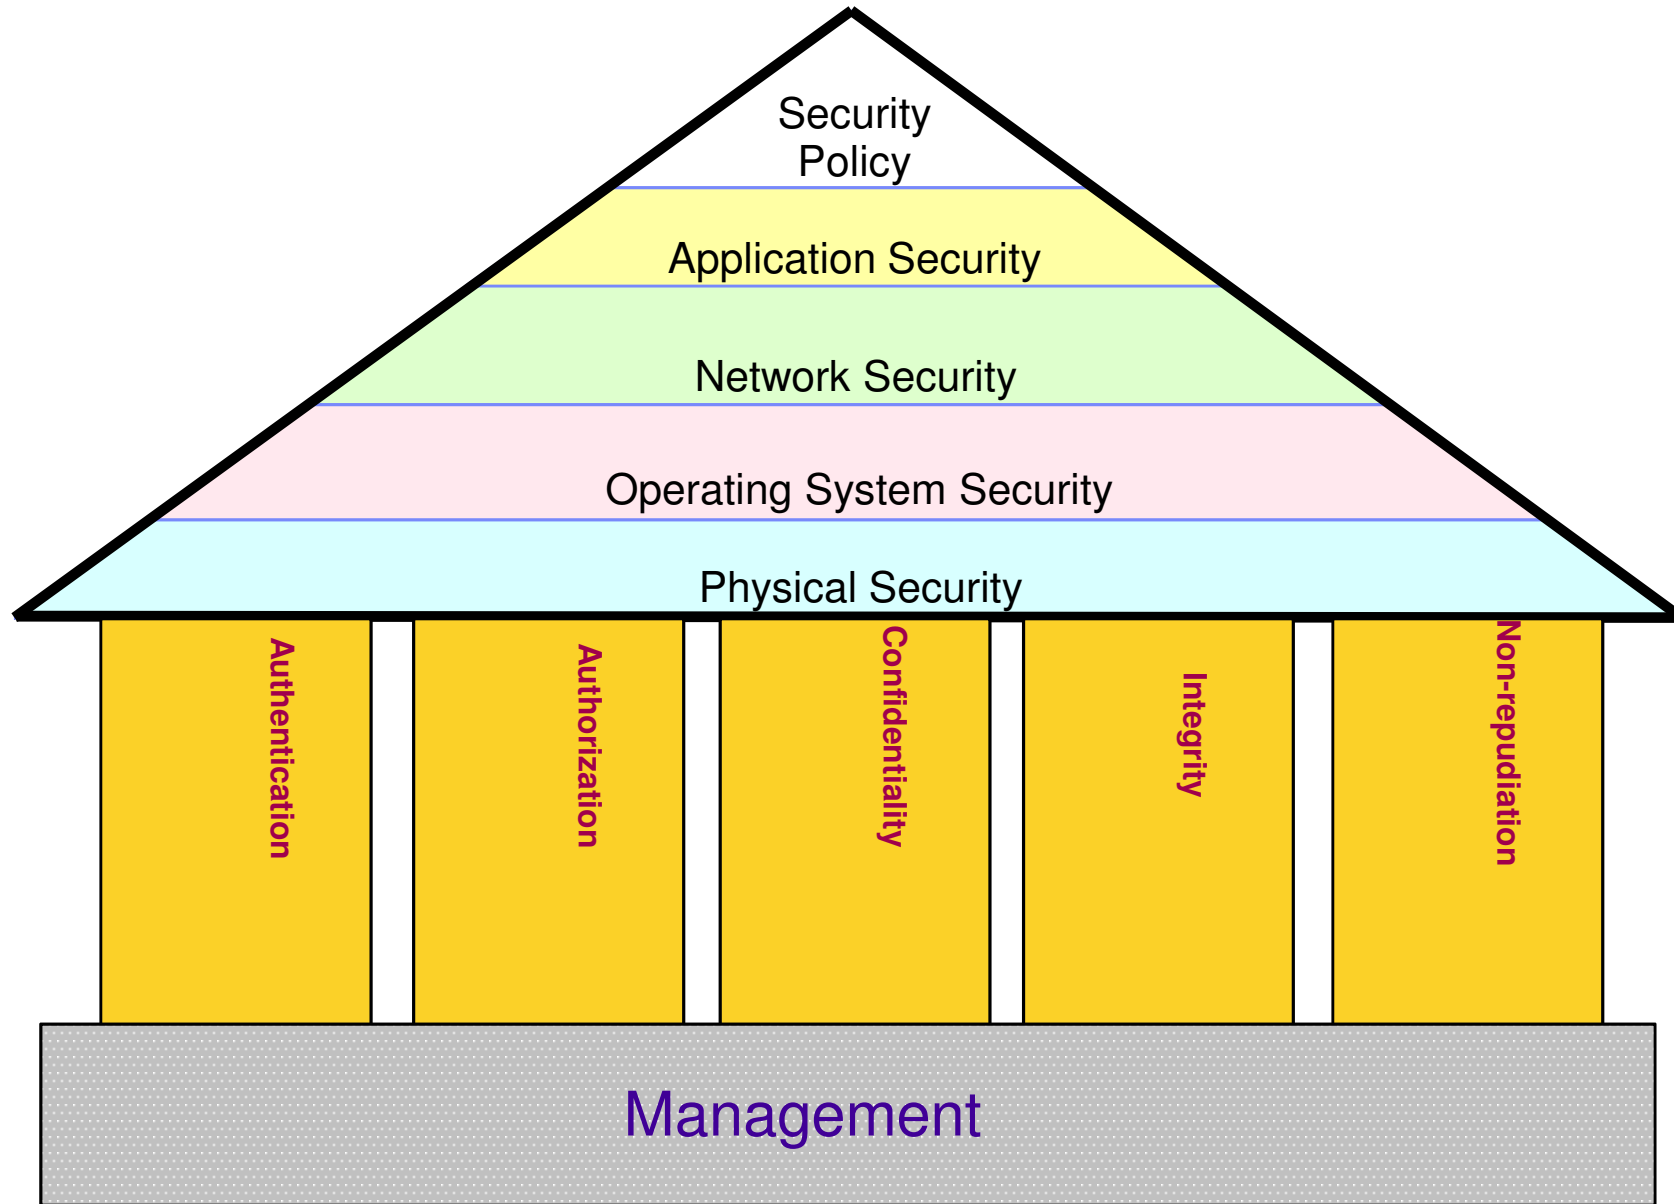 Security
Policy
Application Security
Network Security
Operating System Security
Physical Security
Authentication
Authorization
Confidentiality
Integrity
Non-repudiation
Management